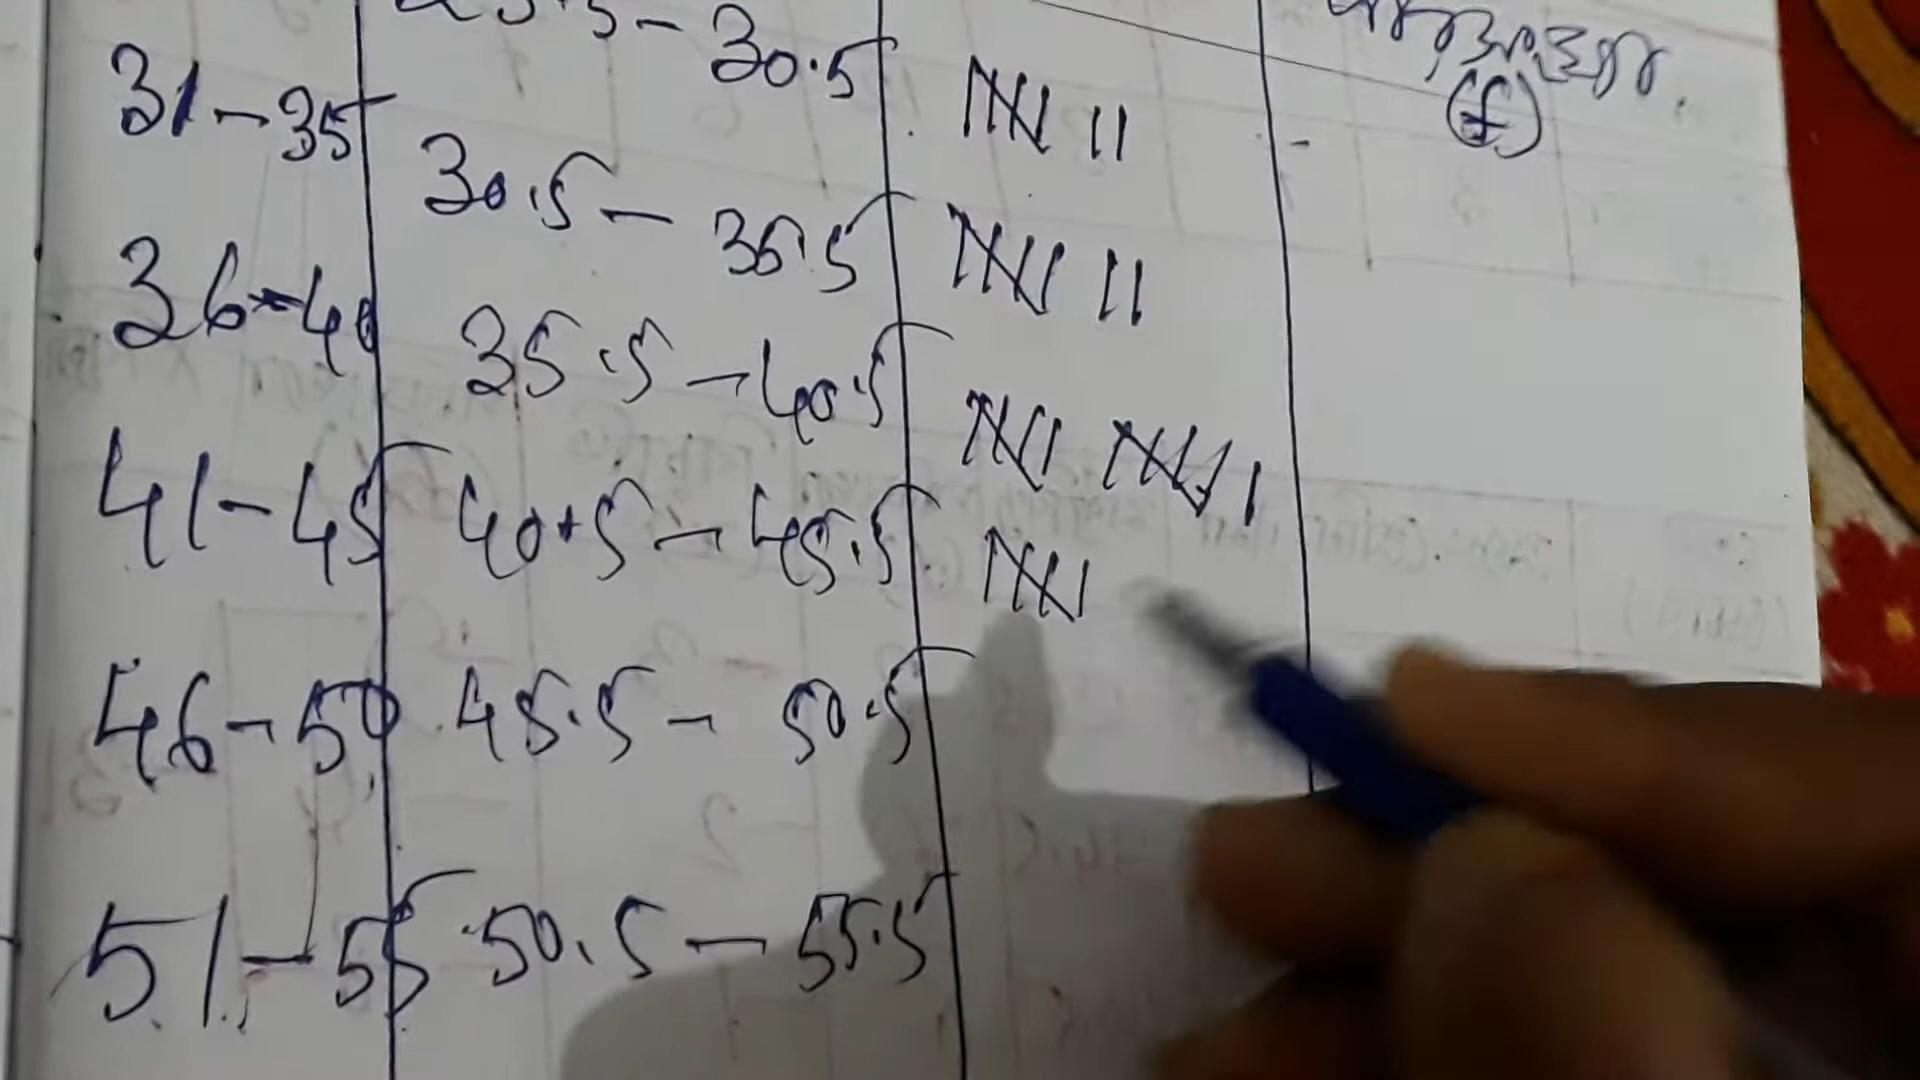 25.5 - 30.5
(f)
31 - 35
30.5 - 35.5
36 - 40
35.5 - 40.5
41 - 45
40.5 - 45.5
46 - 50
45.5 - 50.5
51 - 55
50.5 - 55.5